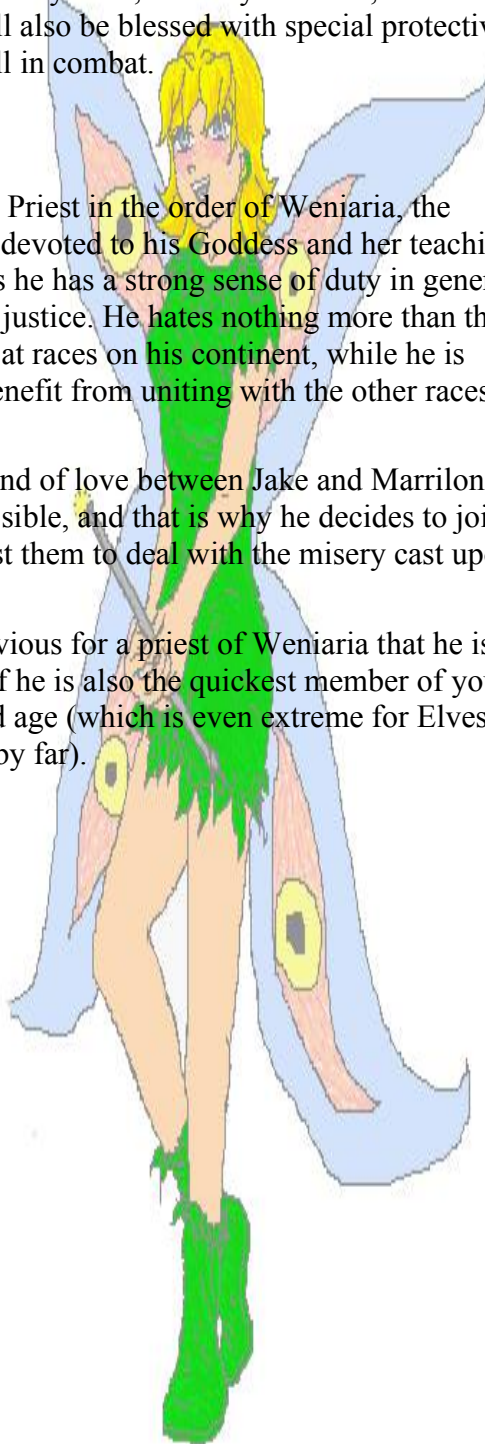 ll also be blessed with special protectiv
ll in combat.
Priest in the order of Weniaria, the
devoted to his Goddess and her teachi
s he has a strong sense of duty in gener
justice. He hates nothing more than th
at races on his continent, while he is
enefit from uniting with the other races
nd of love between Jake and Marrilon
sible, and that is why he decides to joi
st them to deal with the misery cast up
vious for a priest of Weniaria that he is
f he is also the quickest member of you
d age (which is even extreme for Elves
by far).